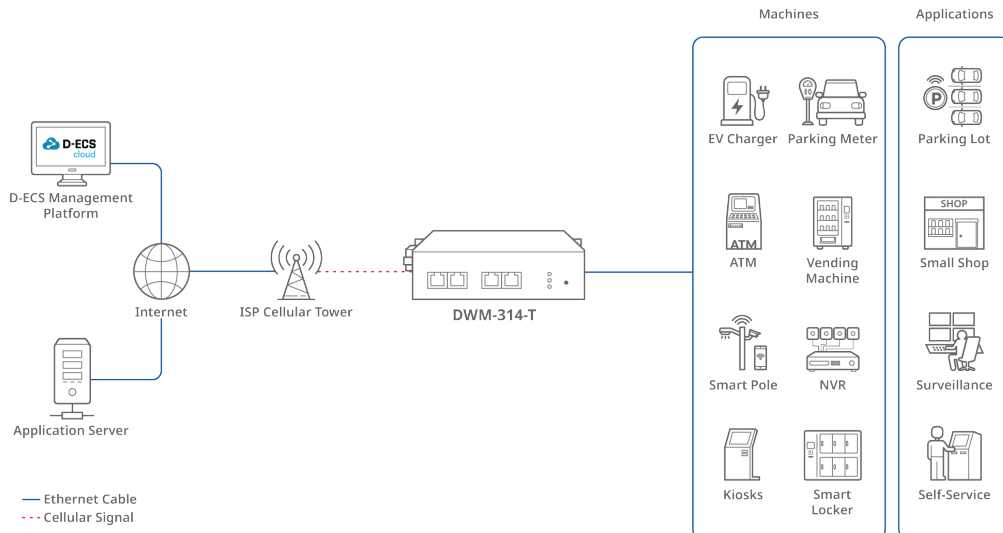 Machines
Applications
D-ECS
cloud
D-ECS Management
Platform
Internet
ISP Cellular Tower
DWM-314-T
Application Server
Ethernet Cable
Cellular Signal
EV Charger
Parking Meter
ATM
ATM
Vending
Machine
Smart Pole
NVR
Kiosks
Smart
Locker
P
Parking Lot
SHOP
Small Shop
Surveillance
Self-Service